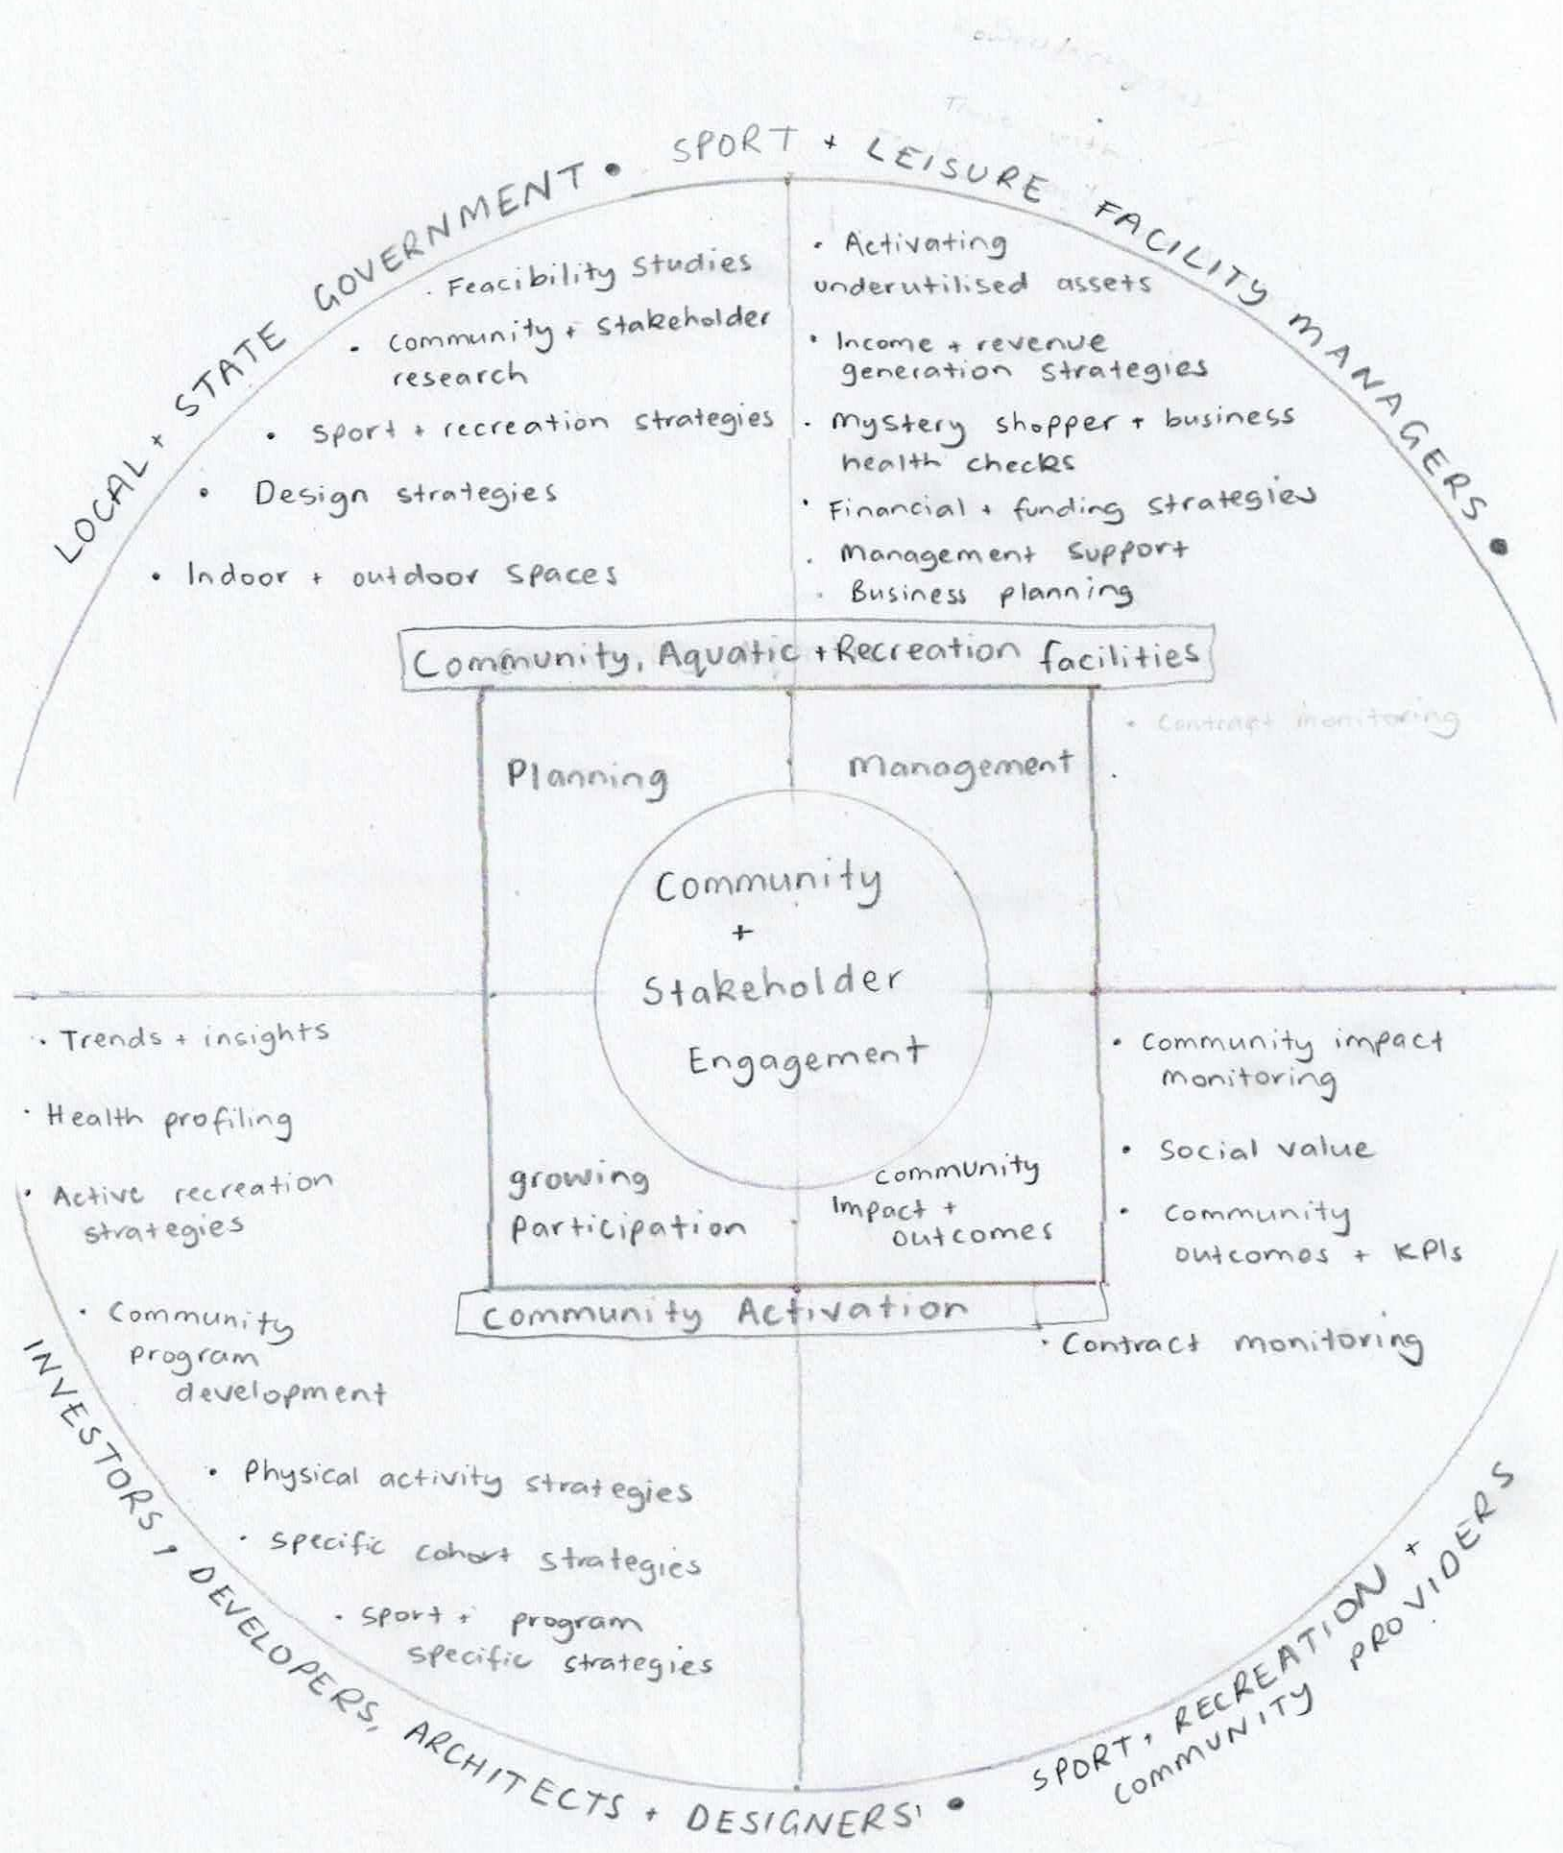 LOCAL + STATE GOVERNMENT •
SPORT + LEISURE FACILITY MANAGERS •
· Feacibility studies
• Community + Stakeholder
research
• Sport + recreation strategies
• Design strategies
• Indoor + outdoor spaces
• Activating
underutilised assets
• Income + revenue
generation strategies
• Mystery shopper + business
health checks
• Financial + funding strategies
• Management support
• Business planning
Community, Aquatic + Recreation facilities
• Contract monitoring
Planning
Management
Community
+
Stakeholder
Engagement
growing
participation
community
Impact +
outcomes
Community Activation
• Trends + insights
• Health profiling
• Active recreation
strategies
• Community
program
development
• Physical activity strategies
• Specific cohort strategies
• Sport + program
specific strategies
• Community impact
monitoring
• Social value
• Community
outcomes + KPIs
• Contract monitoring
INVESTORS, DEVELOPERS, ARCHITECTS + DESIGNERS •
SPORT, RECREATION +
COMMUNITY PROVIDERS